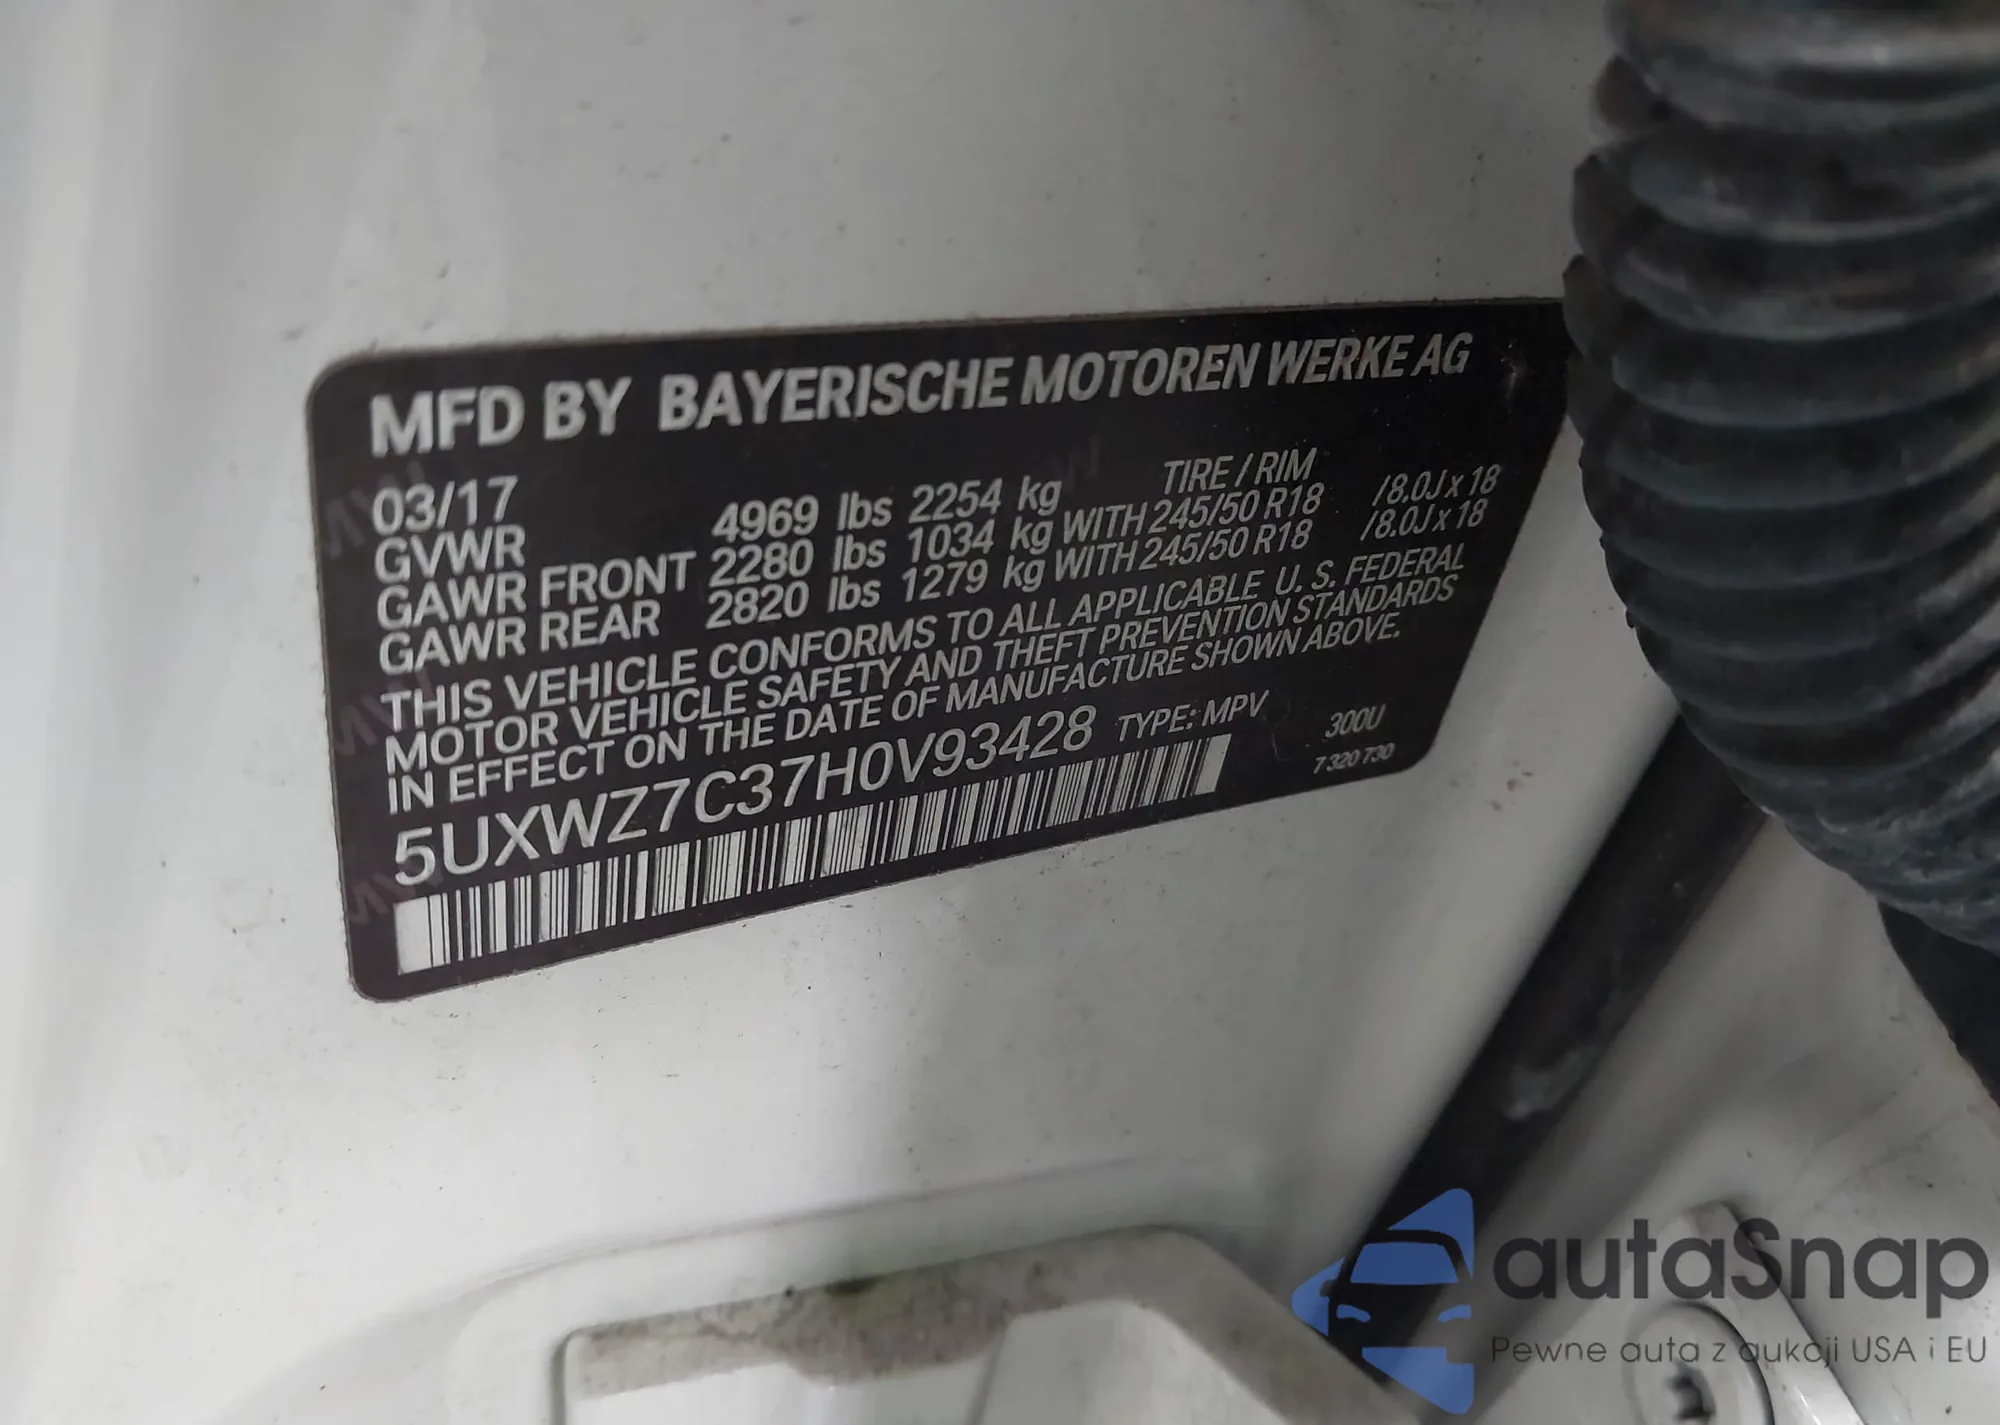 MFD BY BAYERISCHE MOTOREN WERKE AG
03/17 TIRE / RIM
GVWR 4969 lbs 2254 kg
GAWR FRONT 2280 lbs 1034 kg WITH 245/50 R18 /8.0J x 18
GAWR REAR 2820 lbs 1279 kg WITH 245/50 R18 /8.0J x 18
THIS VEHICLE CONFORMS TO ALL APPLICABLE U. S. FEDERAL
MOTOR VEHICLE SAFETY AND THEFT PREVENTION STANDARDS
IN EFFECT ON THE DATE OF MANUFACTURE SHOWN ABOVE.
5UXWZ7C37H0V93428 TYPE: MPV 300U
7 320 730
autaSnap
Pewne auta z aukcji USA i EU